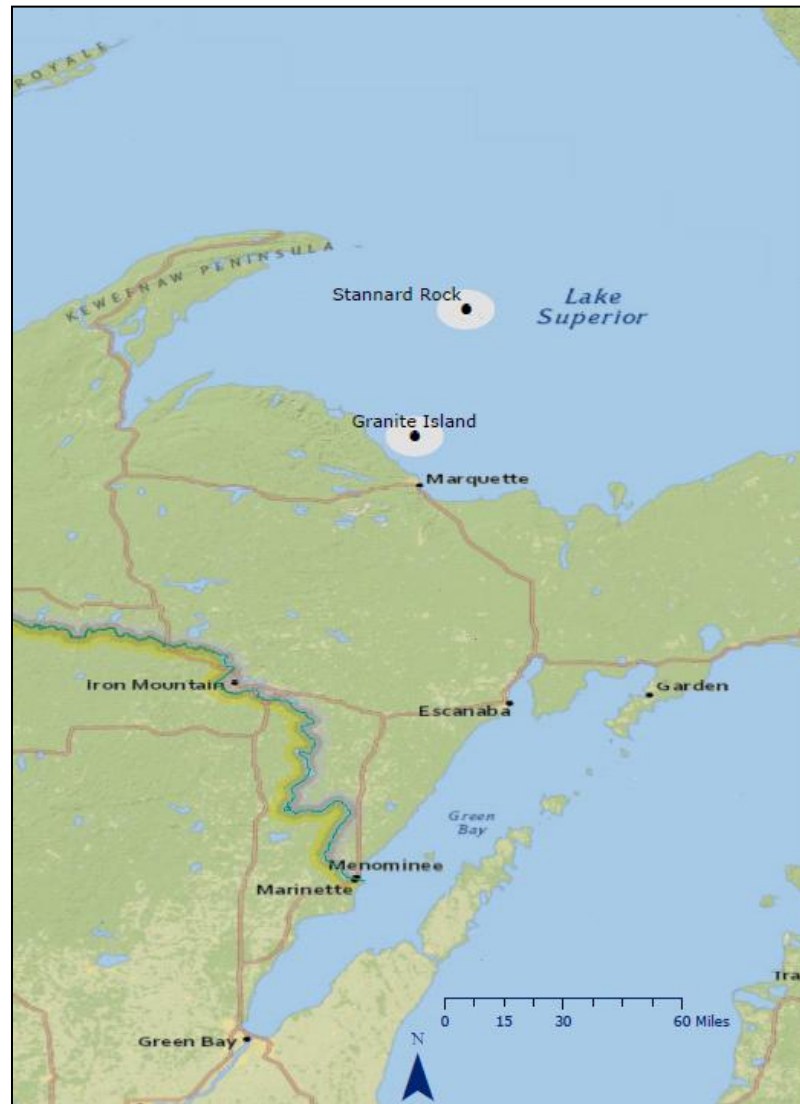 ROYALE
KEWEENAW PENINSULA
Stannard Rock
Lake
Superior
Granite Island
Marquette
Iron Mountain
Garden
Escanaba
Green
Bay
Menominee
Marinette
Tra
0 15 30 60 Miles
Green Bay
N